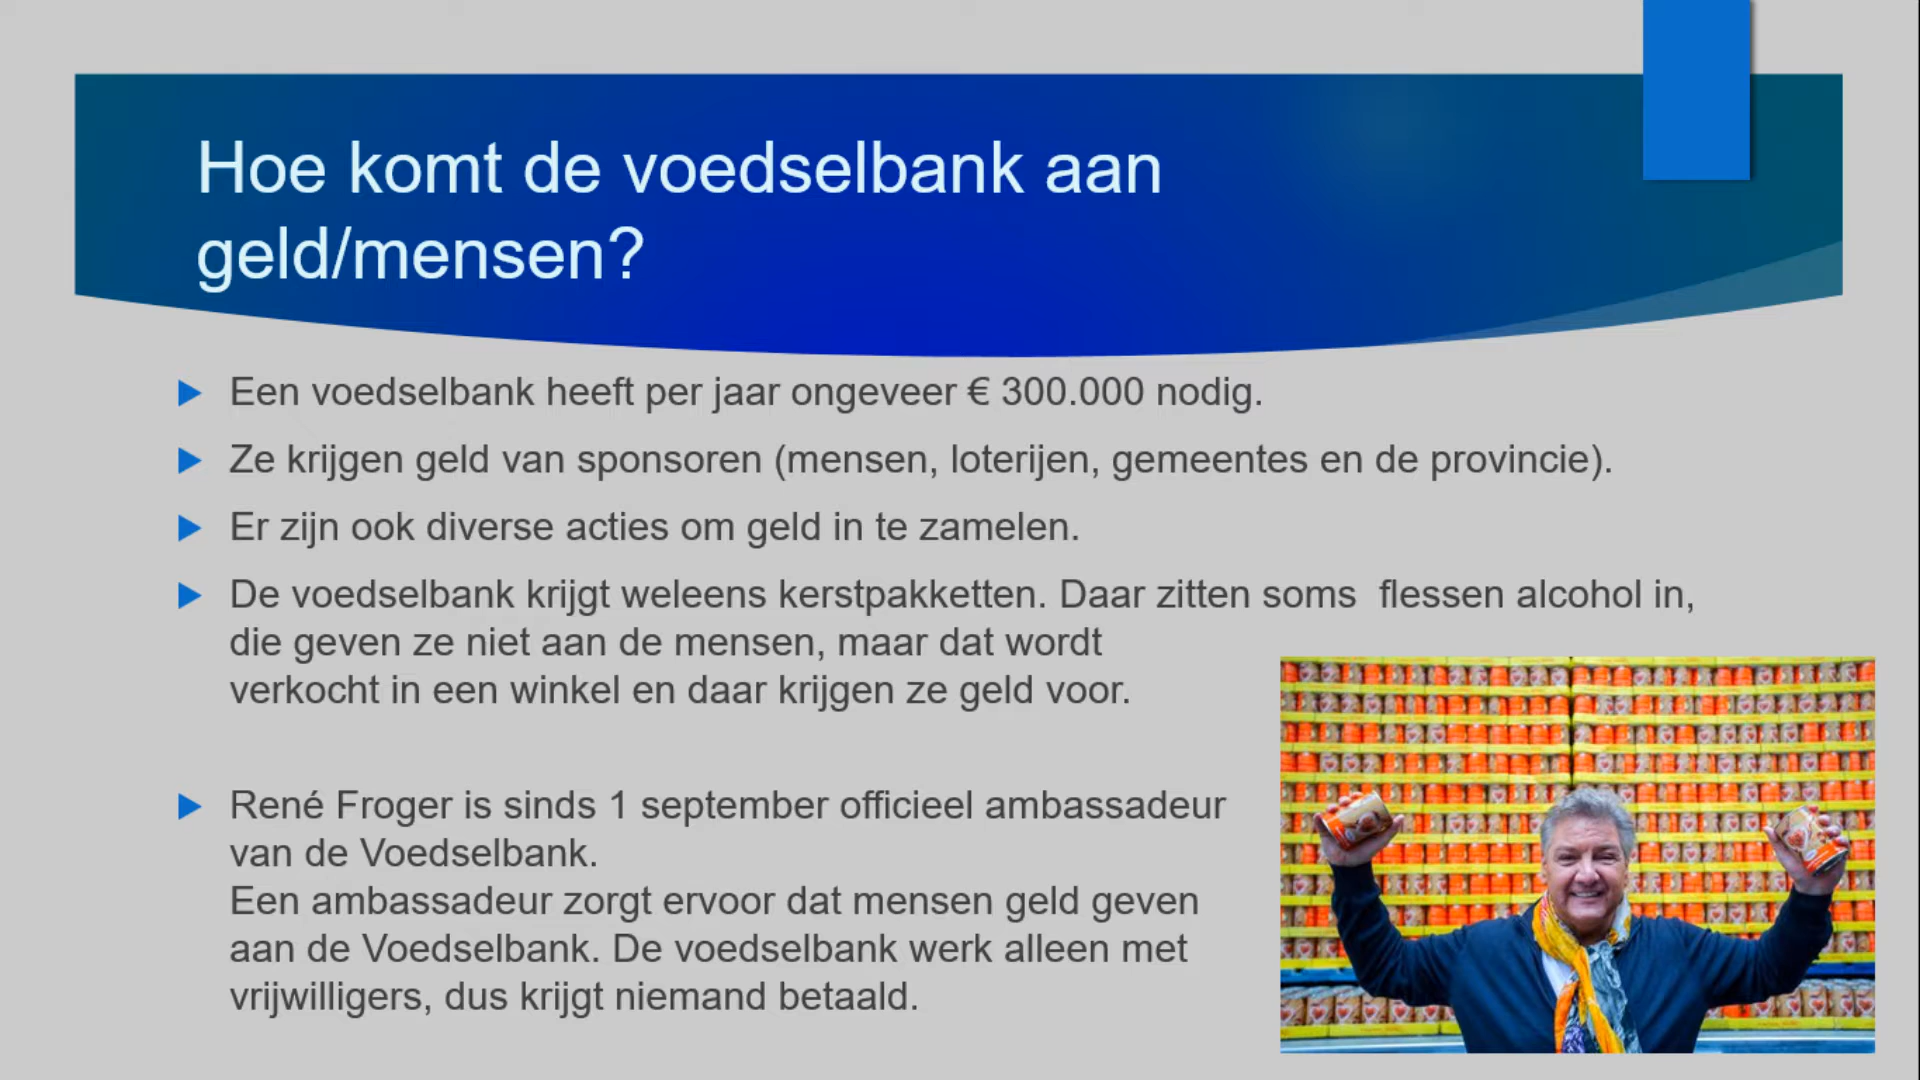 Hoe komt de voedselbank aan
geld/mensen?
Een voedselbank heeft per jaar ongeveer € 300.000 nodig.
Ze krijgen geld van sponsoren (mensen, loterijen, gemeentes en de provincie).
Er zijn ook diverse acties om geld in te zamelen.
De voedselbank krijgt weleens kerstpakketten. Daar zitten soms  flessen alcohol in,
die geven ze niet aan de mensen, maar dat wordt
verkocht in een winkel en daar krijgen ze geld voor.
René Froger is sinds 1 september officieel ambassadeur
van de Voedselbank.
Een ambassadeur zorgt ervoor dat mensen geld geven
aan de Voedselbank. De voedselbank werk alleen met
vrijwilligers, dus krijgt niemand betaald.